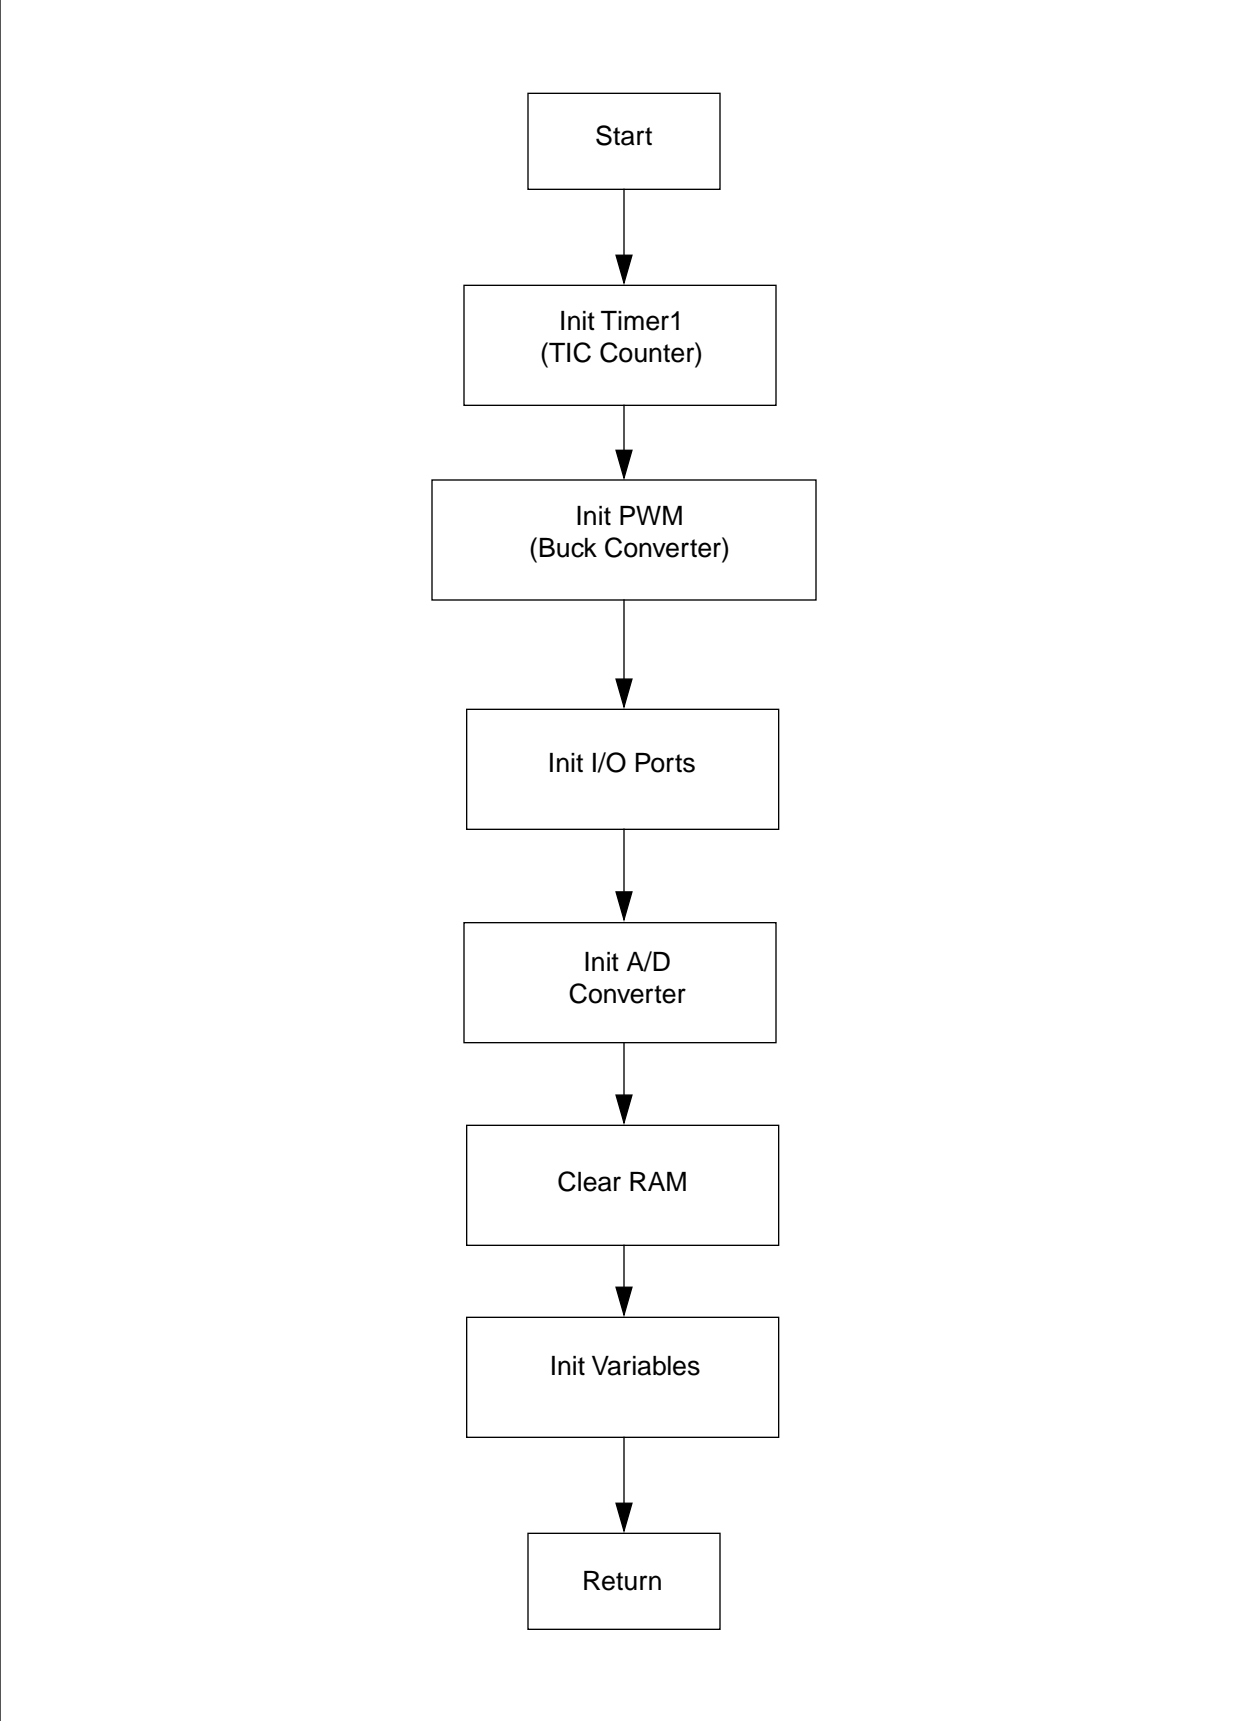 Start
Init Timer1
(TIC Counter)
Init PWM
(Buck Converter)
Init I/O Ports
Init A/D
Converter
Clear RAM
Init Variables
Return